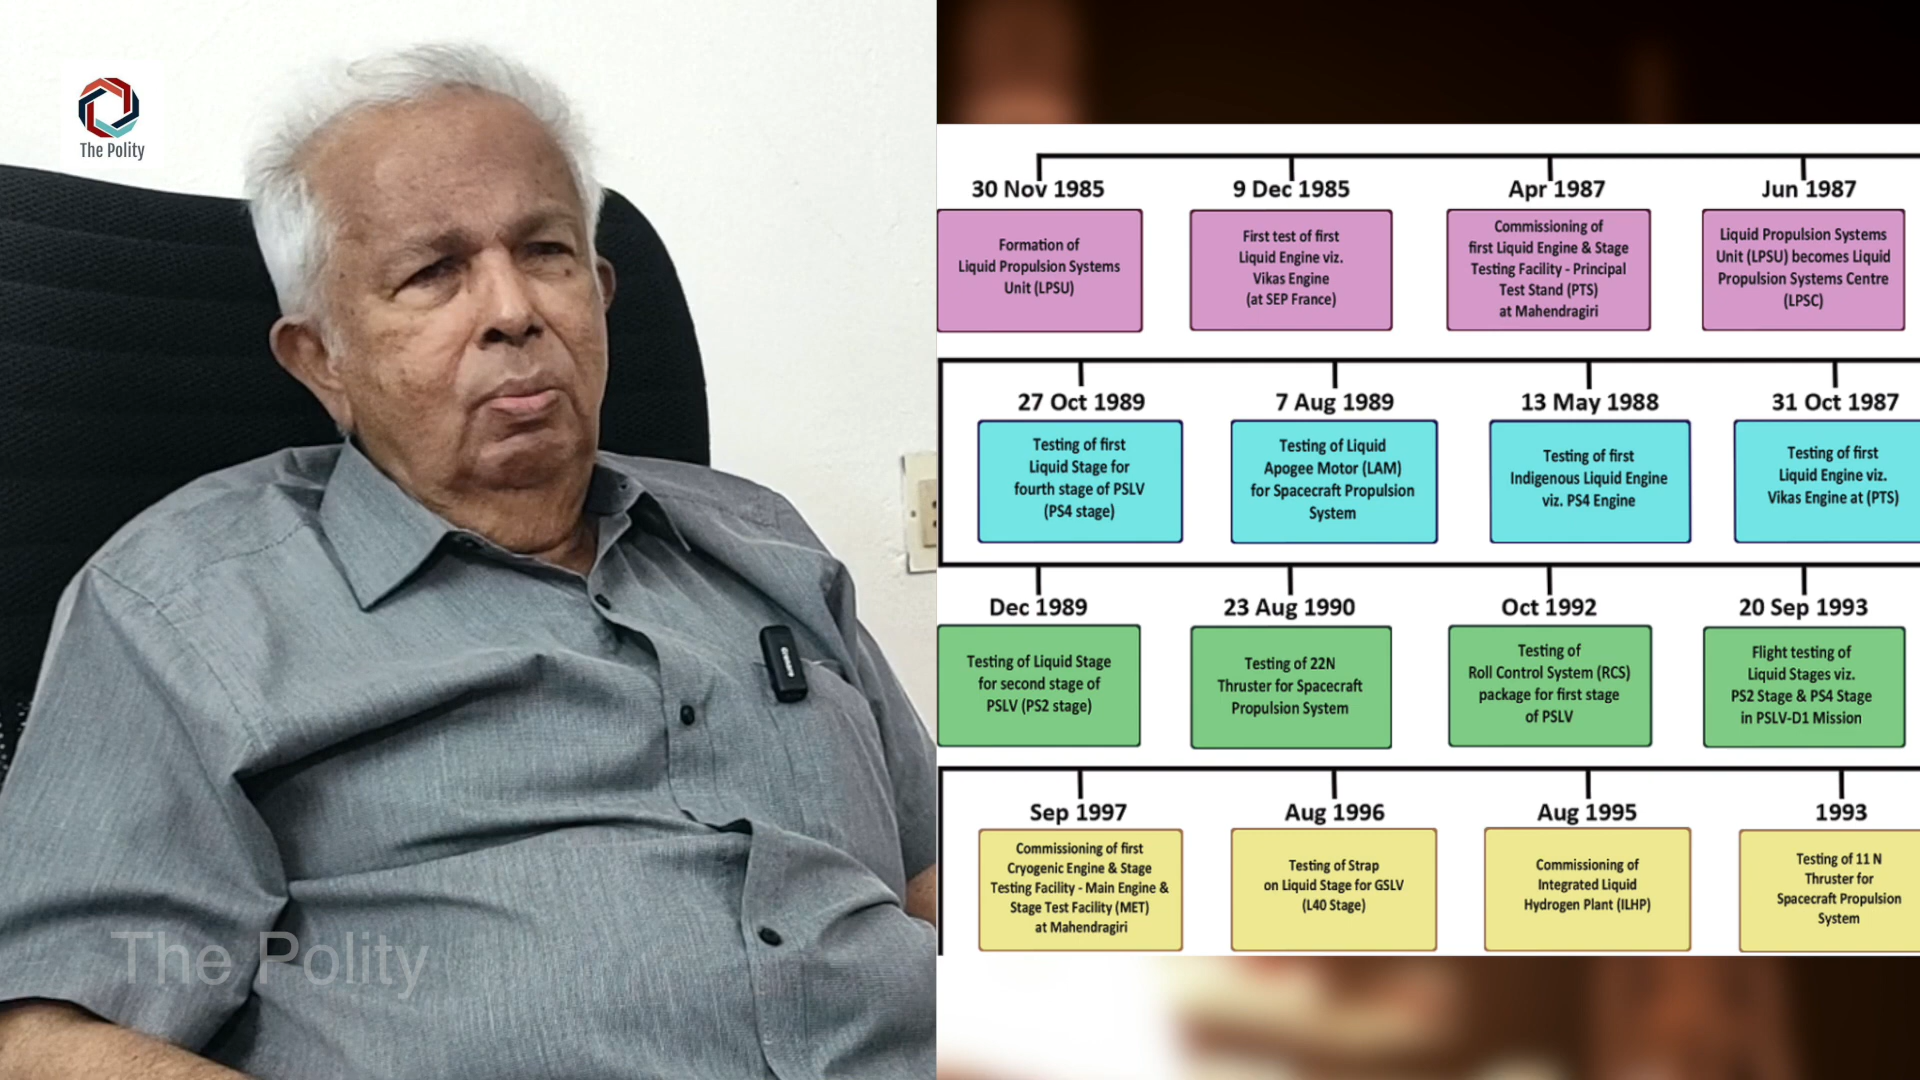 The Polity
The Polity
30 Nov 1985
Formation of
Liquid Propulsion Systems
Unit (LPSU)
9 Dec 1985
First test of first
Liquid Engine viz.
Vikas Engine
(at SEP France)
Apr 1987
Commissioning of
first Liquid Engine & Stage
Testing Facility - Principal
Test Stand (PTS)
at Mahendragiri
Jun 1987
Liquid Propulsion Systems
Unit (LPSU) becomes Liquid
Propulsion Systems Centre
(LPSC)
27 Oct 1989
Testing of first
Liquid Stage for
fourth stage of PSLV
(PS4 stage)
7 Aug 1989
Testing of Liquid
Apogee Motor (LAM)
for Spacecraft Propulsion
System
13 May 1988
Testing of first
Indigenous Liquid Engine
viz. PS4 Engine
31 Oct 1987
Testing of first
Liquid Engine viz.
Vikas Engine at (PTS)
Dec 1989
Testing of Liquid Stage
for second stage of
PSLV (PS2 stage)
23 Aug 1990
Testing of 22N
Thruster for Spacecraft
Propulsion System
Oct 1992
Testing of
Roll Control System (RCS)
package for first stage
of PSLV
20 Sep 1993
Flight testing of
Liquid Stages viz.
PS2 Stage & PS4 Stage
in PSLV-D1 Mission
Sep 1997
Commissioning of first
Cryogenic Engine & Stage
Testing Facility - Main Engine &
Stage Test Facility (MET)
at Mahendragiri
Aug 1996
Testing of Strap
on Liquid Stage for GSLV
(L40 Stage)
Aug 1995
Commissioning of
Integrated Liquid
Hydrogen Plant (ILHP)
1993
Testing of 11 N
Thruster for
Spacecraft Propulsion
System